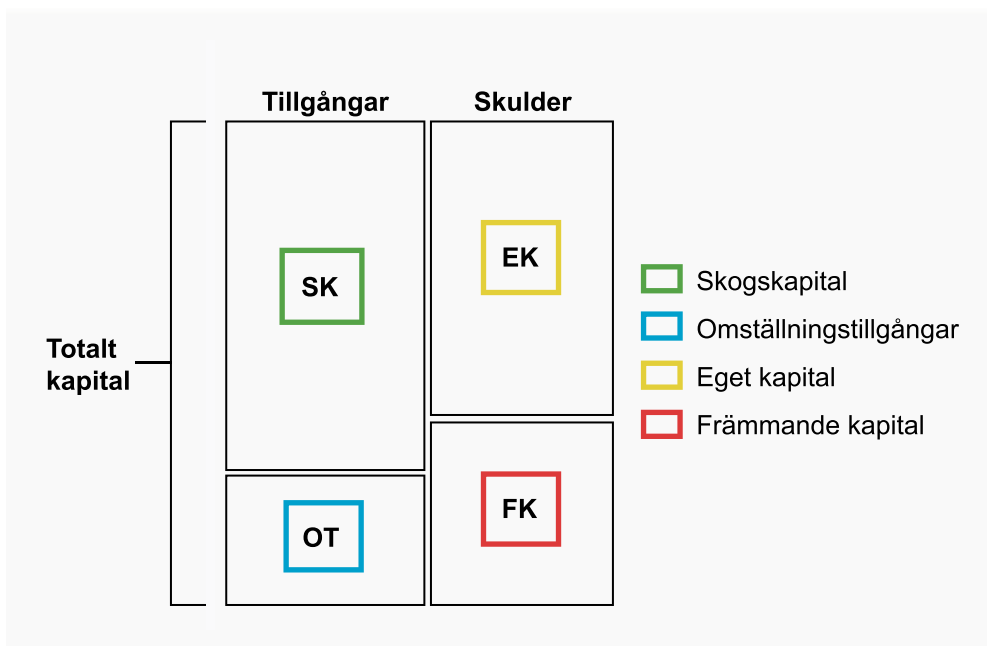 Tillgångar
Skulder
SK
EK
OT
FK
Totalt
kapital
Skogskapital
Omställningstillgångar
Eget kapital
Främmande kapital